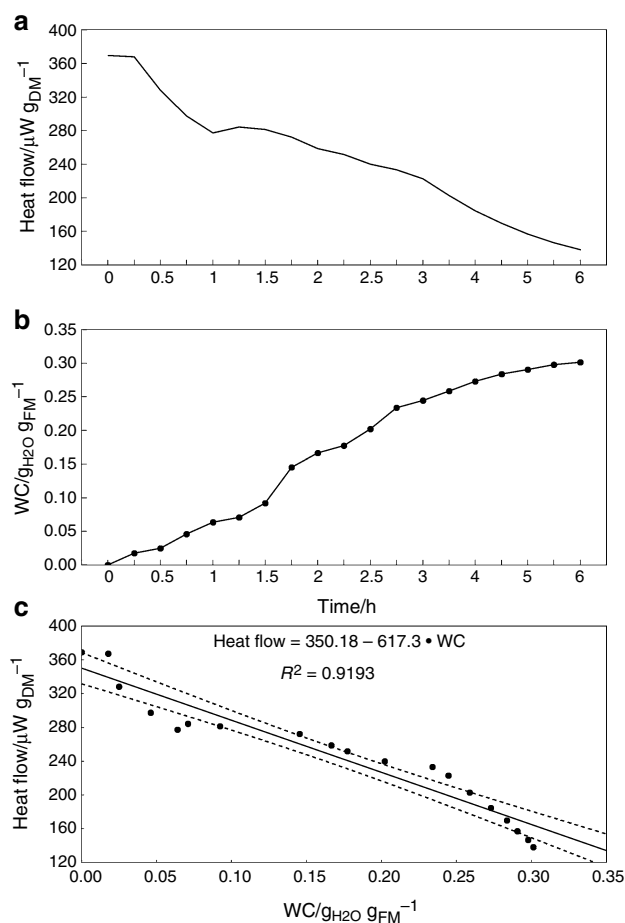 a
Heat flow/µW g_DM⁻¹
400
360
320
280
240
200
160
120
0 0.5 1 1.5 2 2.5 3 4 5 6
b
WC/g_H2O g_FM⁻¹
0.35
0.30
0.25
0.20
0.15
0.10
0.05
0.00
0 0.5 1 1.5 2 2.5 3 4 5 6
Time/h
c
Heat flow/µW g_DM⁻¹
400
360
320
280
240
200
160
120
Heat flow = 350.18 – 617.3 • WC
R² = 0.9193
0.00 0.05 0.10 0.15 0.20 0.25 0.30 0.35
WC/g_H2O g_FM⁻¹